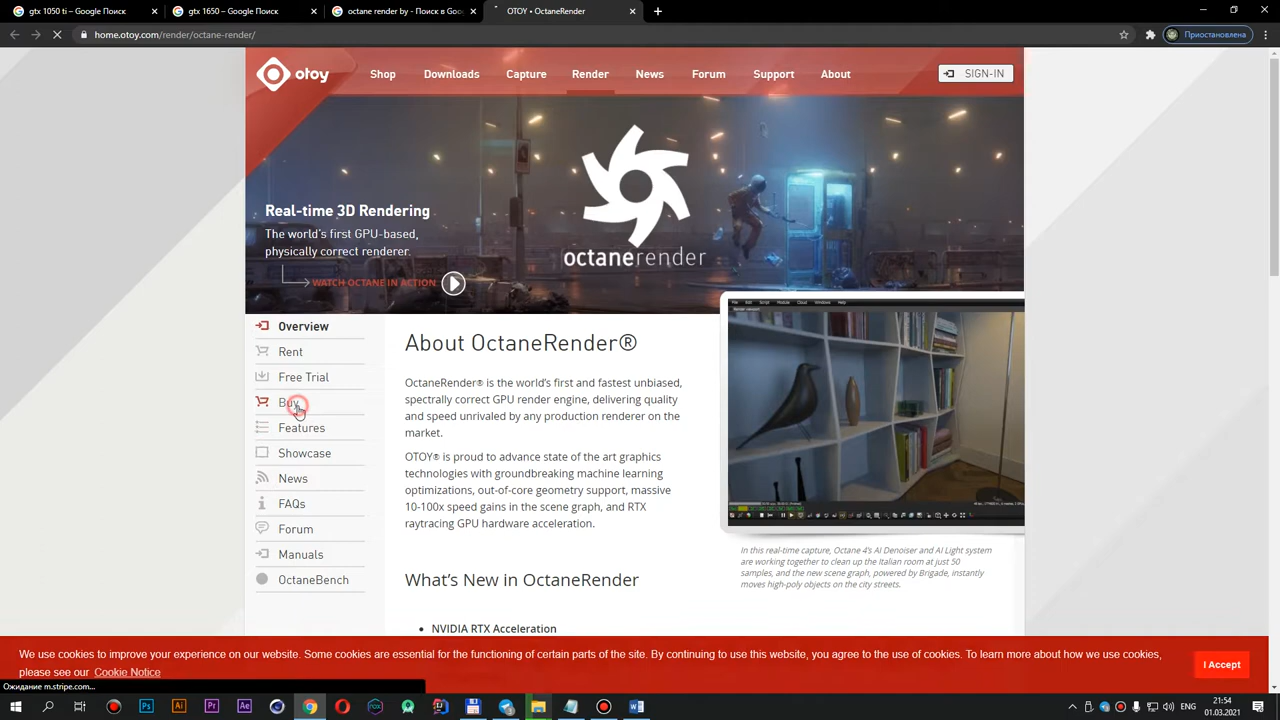 gtx 1050 ti – Google Поиск
gtx 1650 – Google Поиск
octane render by - Поиск в Goo
OTOY • OctaneRender
home.otoy.com/render/octane-render/
Приостановлена
otoy
Shop
Downloads
Capture
Render
News
Forum
Support
About
SIGN-IN
Real-time 3D Rendering
The world's first GPU-based,
physically correct renderer.
WATCH OCTANE IN ACTION
octanerender
Overview
Rent
Free Trial
Buy
Features
Showcase
News
FAQs
Forum
Manuals
OctaneBench
About OctaneRender®
OctaneRender® is the world's first and fastest unbiased,
spectrally correct GPU render engine, delivering quality
and speed unrivaled by any production renderer on the
market.
OTOY® is proud to advance state of the art graphics
technologies with groundbreaking machine learning
optimizations, out-of-core geometry support, massive
10-100x speed gains in the scene graph, and RTX
raytracing GPU hardware acceleration.
What's New in OctaneRender
• NVIDIA RTX Acceleration
File Edit Script Module Cloud Windows Help
In this real-time capture, Octane 4's AI Denoiser and AI Light system
are working together to clean up the Italian room at just 50
samples, and the new scene graph, powered by Brigade, instantly
moves high-poly objects on the city streets.
We use cookies to improve your experience on our website. Some cookies are essential for the functioning of certain parts of the site. By continuing to use this website, you agree to the use of cookies. To learn more about how we use cookies,
please see our Cookie Notice
I Accept
Ожидание m.stripe.com...
Ps
Ai
Pr
Ae
ENG
21:54
01.03.2021